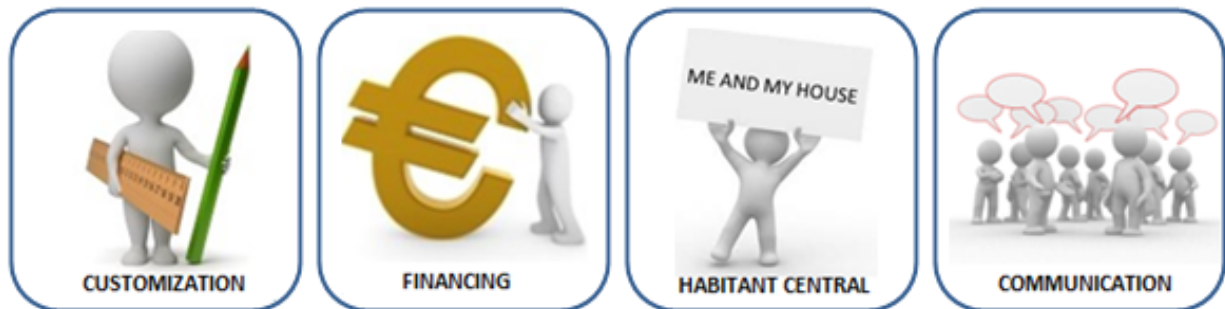 ME AND MY HOUSE
CUSTOMIZATION
FINANCING
HABITANT CENTRAL
COMMUNICATION